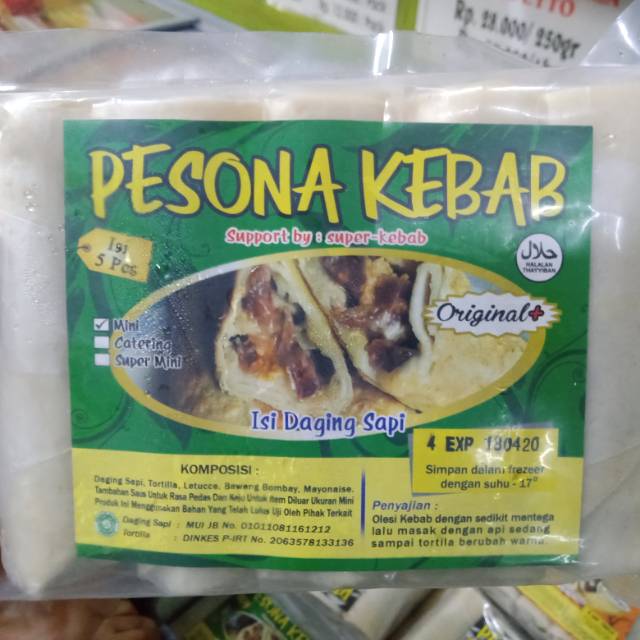 Rp. 28.000/250gr
PESONA KEBAB
Support by : super-kebab
Isi
5 Pcs
حلال
HALALAN
THAYYIBAN
Original+
Mini
Catering
Super Mini
Isi Daging Sapi
4 EXP 180420
Simpan dalam frezeer
dengan suhu - 17°
KOMPOSISI :
Daging Sapi, Tortilla, Letucce, Bawang Bombay, Mayonaise.
Tambahan Saus Untuk Rasa Pedas Dan Keju Untuk Item Diluar Ukuran Mini
Produk Ini Menggunakan Bahan Yang Telah Lulus Uji Oleh Pihak Terkait
Daging Sapi : MUI JB No. 01011081161212
Tortilla : DINKES P-IRT No. 2063578133136
Penyajian :
Olesi Kebab dengan sedikit mentega
lalu masak dengan api sedang
sampai tortila berubah warna.
PESONA KEBAB